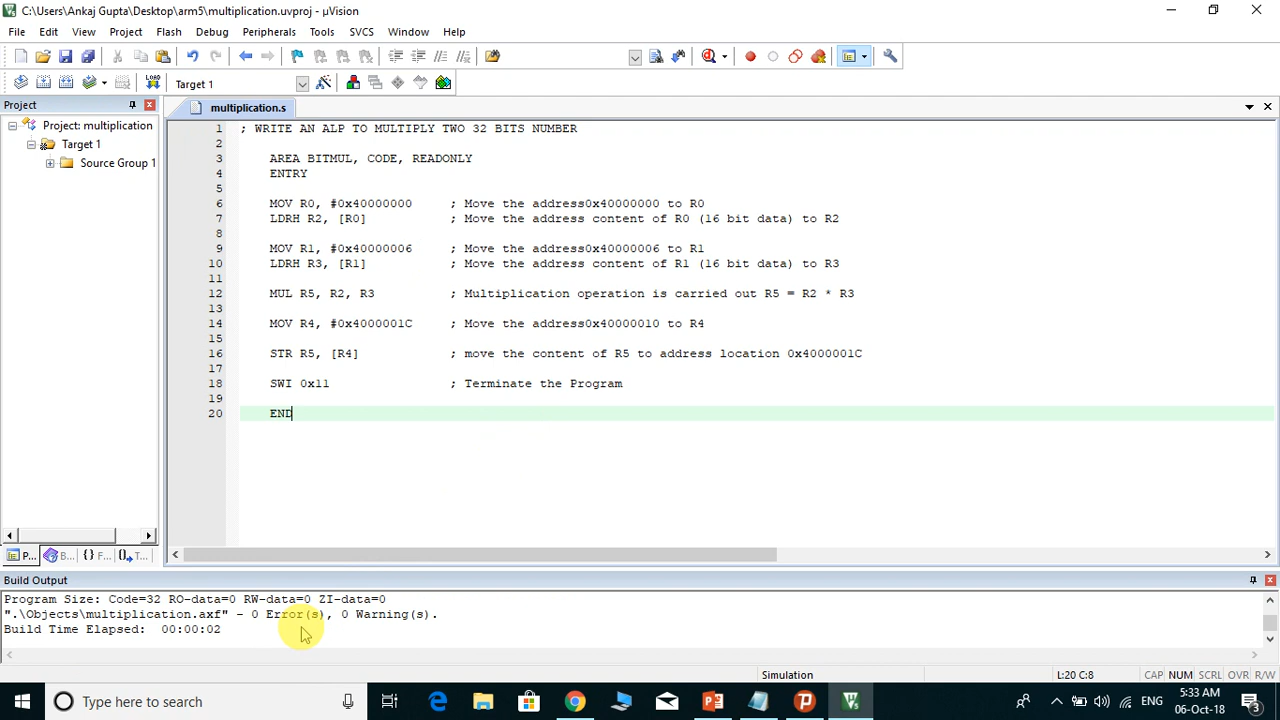 C:\Users\Ankaj Gupta\Desktop\arm5\multiplication.uvproj - µVision
File Edit View Project Flash Debug Peripherals Tools SVCS Window Help
LOAD Target 1
Project
multiplication.s
Project: multiplication
Target 1
Source Group 1
1 ; WRITE AN ALP TO MULTIPLY TWO 32 BITS NUMBER
2
3 AREA BITMUL, CODE, READONLY
4 ENTRY
5
6 MOV R0, #0x40000000 ; Move the address0x40000000 to R0
7 LDRH R2, [R0] ; Move the address content of R0 (16 bit data) to R2
8
9 MOV R1, #0x40000006 ; Move the address0x40000006 to R1
10 LDRH R3, [R1] ; Move the address content of R1 (16 bit data) to R3
11
12 MUL R5, R2, R3 ; Multiplication operation is carried out R5 = R2 * R3
13
14 MOV R4, #0x4000001C ; Move the address0x40000010 to R4
15
16 STR R5, [R4] ; move the content of R5 to address location 0x4000001C
17
18 SWI 0x11 ; Terminate the Program
19
20 END
P... B... {} F... T...
Build Output
Program Size: Code=32 RO-data=0 RW-data=0 ZI-data=0
".\Objects\multiplication.axf" - 0 Error(s), 0 Warning(s).
Build Time Elapsed: 00:00:02
Simulation L:20 C:8 CAP NUM SCRL OVR R/W
Type here to search
ENG
5:33 AM
06-Oct-18
3